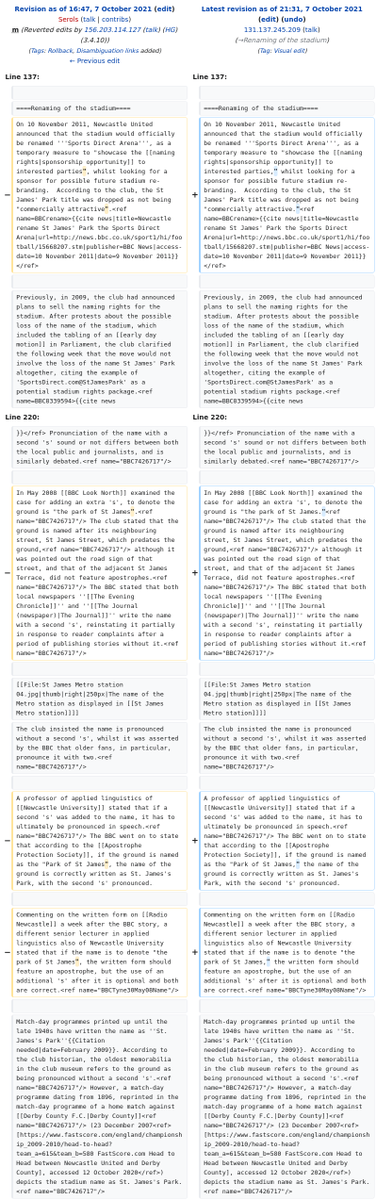 Revision as of 16:47, 7 October 2021 (edit)
Serols (talk | contribs)
m (Reverted edits by 156.203.114.127 (talk) (HG)
(3.4.10))
(Tags: Rollback, Disambiguation links added)
← Previous edit
Latest revision as of 21:31, 7 October 2021
(edit) (undo)
131.137.245.209 (talk)
(→Renaming of the stadium)
(Tag: Visual edit)
Line 137:
Line 137:
====Renaming of the stadium====
On 10 November 2011, Newcastle United
announced that the stadium would officially
be renamed '''Sports Direct Arena''', as a
temporary measure to "showcase the [[naming
rights|sponsorship opportunity]] to
interested parties", whilst looking for a
sponsor for possible future stadium re-
branding.  According to the club, the St
James' Park title was dropped as not being
"commercially attractive".<ref
name=BBCrename>{{cite news|title=Newcastle
rename St James' Park the Sports Direct
Arena|url=http://news.bbc.co.uk/sport1/hi/foo
tball/15668207.stm|publisher=BBC News|access-
date=10 November 2011|date=9 November 2011}}
</ref>
====Renaming of the stadium====
On 10 November 2011, Newcastle United
announced that the stadium would officially
be renamed '''Sports Direct Arena''', as a
temporary measure to "showcase the [[naming
rights|sponsorship opportunity]] to
interested parties," whilst looking for a
sponsor for possible future stadium re-
branding.  According to the club, the St
James' Park title was dropped as not being
"commercially attractive."<ref
name=BBCrename>{{cite news|title=Newcastle
rename St James' Park the Sports Direct
Arena|url=http://news.bbc.co.uk/sport1/hi/foo
tball/15668207.stm|publisher=BBC News|access-
date=10 November 2011|date=9 November 2011}}
</ref>
Previously, in 2009, the club had announced
plans to sell the naming rights for the
stadium. After protests about the possible
loss of the name of the stadium, which
included the tabling of an [[early day
motion]] in Parliament, the club clarified
the following week that the move would not
involve the loss of the name St James' Park
altogether, citing the example of
'SportsDirect.com@StJamesPark' as a
potential stadium rights package.<ref
name=BBC8339594>{{cite news
Previously, in 2009, the club had announced
plans to sell the naming rights for the
stadium. After protests about the possible
loss of the name of the stadium, which
included the tabling of an [[early day
motion]] in Parliament, the club clarified
the following week that the move would not
involve the loss of the name St James' Park
altogether, citing the example of
'SportsDirect.com@StJamesPark' as a
potential stadium rights package.<ref
name=BBC8339594>{{cite news
Line 220:
Line 220:
}}</ref> Pronunciation of the name with a
second 's' sound or not differs between both
the local public and journalists, and is
similarly debated.<ref name="BBC7426717"/>
}}</ref> Pronunciation of the name with a
second 's' sound or not differs between both
the local public and journalists, and is
similarly debated.<ref name="BBC7426717"/>
In May 2008 [[BBC Look North]] examined the
case for adding an extra 's', to denote the
ground is "the park of St James".<ref
name="BBC7426717"/> The club stated that the
ground is named after its neighbouring
street, St James Street, which predates the
ground,<ref name="BBC7426717"/> although it
was pointed out the road sign of that
street, and that of the adjacent St James
Terrace, did not feature apostrophes.<ref
name="BBC7426717"/> The BBC stated that both
local newspapers ''[[The Evening
Chronicle]]'' and ''[[The Journal
(newspaper)|The Journal]]'' write the name
with a second 's', reinstating it partially
in response to reader complaints after a
period of publishing stories without it.<ref
name="BBC7426717"/>
In May 2008 [[BBC Look North]] examined the
case for adding an extra 's', to denote the
ground is "the park of St James."<ref
name="BBC7426717"/> The club stated that the
ground is named after its neighbouring
street, St James Street, which predates the
ground,<ref name="BBC7426717"/> although it
was pointed out the road sign of that
street, and that of the adjacent St James
Terrace, did not feature apostrophes.<ref
name="BBC7426717"/> The BBC stated that both
local newspapers ''[[The Evening
Chronicle]]'' and ''[[The Journal
(newspaper)|The Journal]]'' write the name
with a second 's', reinstating it partially
in response to reader complaints after a
period of publishing stories without it.<ref
name="BBC7426717"/>
[[File:St James Metro station
04.jpg|thumb|right|250px|The name of the
Metro station as displayed in [[St James
Metro station]]]]
[[File:St James Metro station
04.jpg|thumb|right|250px|The name of the
Metro station as displayed in [[St James
Metro station]]]]
The club insisted the name is pronounced
without a second 's', whilst it was asserted
by the BBC that older fans, in particular,
pronounce it with two.<ref
name="BBC7426717"/>
The club insisted the name is pronounced
without a second 's', whilst it was asserted
by the BBC that older fans, in particular,
pronounce it with two.<ref
name="BBC7426717"/>
A professor of applied linguistics of
[[Newcastle University]] stated that if a
second 's' was added to the name, it has to
ultimately be pronounced in speech.<ref
name="BBC7426717"/> The BBC went on to state
that according to the [[Apostrophe
Protection Society]], if the ground is named
as the "Park of St James", the name of the
ground is correctly written as St. James's
Park, with the second 's' pronounced.
A professor of applied linguistics of
[[Newcastle University]] stated that if a
second 's' was added to the name, it has to
ultimately be pronounced in speech.<ref
name="BBC7426717"/> The BBC went on to state
that according to the [[Apostrophe
Protection Society]], if the ground is named
as the "Park of St James," the name of the
ground is correctly written as St. James's
Park, with the second 's' pronounced.
Commenting on the written form on [[Radio
Newcastle]] a week after the BBC story, a
different senior lecturer in applied
linguistics also of Newcastle University
stated that if the name is to denote "the
park of St James", the written form should
feature an apostrophe, but the use of an
additional 's' after it is optional and both
are correct.<ref name="BBCTyne30May08Name"/>
Commenting on the written form on [[Radio
Newcastle]] a week after the BBC story, a
different senior lecturer in applied
linguistics also of Newcastle University
stated that if the name is to denote "the
park of St James," the written form should
feature an apostrophe, but the use of an
additional 's' after it is optional and both
are correct.<ref name="BBCTyne30May08Name"/>
Match-day programmes printed up until the
late 1940s have written the name as ''St.
James's Park''{{Citation
needed|date=February 2009}}. According to
the club historian, the oldest memorabilia
in the club museum refers to the ground as
being pronounced without a second 's'.<ref
name="BBC7426717"/> However, a match-day
programme dating from 1896, reprinted in the
match-day programme of a home match against
[[Derby County F.C.|Derby County]]<ref
name="BBC7426717"/> (23 December 2007<ref>
[https://www.fastscore.com/england/championsh
ip_2009-2010/head-to-head?
team_a=615&team_b=580 FastScore.com Head to
Head between Newcastle United and Derby
County], accessed 12 October 2020</ref>)
depicts the stadium name as St. James's Park.
<ref name="BBC7426717"/>
Match-day programmes printed up until the
late 1940s have written the name as ''St.
James's Park''{{Citation
needed|date=February 2009}}. According to
the club historian, the oldest memorabilia
in the club museum refers to the ground as
being pronounced without a second 's'.<ref
name="BBC7426717"/> However, a match-day
programme dating from 1896, reprinted in the
match-day programme of a home match against
[[Derby County F.C.|Derby County]]<ref
name="BBC7426717"/> (23 December 2007<ref>
[https://www.fastscore.com/england/championsh
ip_2009-2010/head-to-head?
team_a=615&team_b=580 FastScore.com Head to
Head between Newcastle United and Derby
County], accessed 12 October 2020</ref>)
depicts the stadium name as St. James's Park.
<ref name="BBC7426717"/>